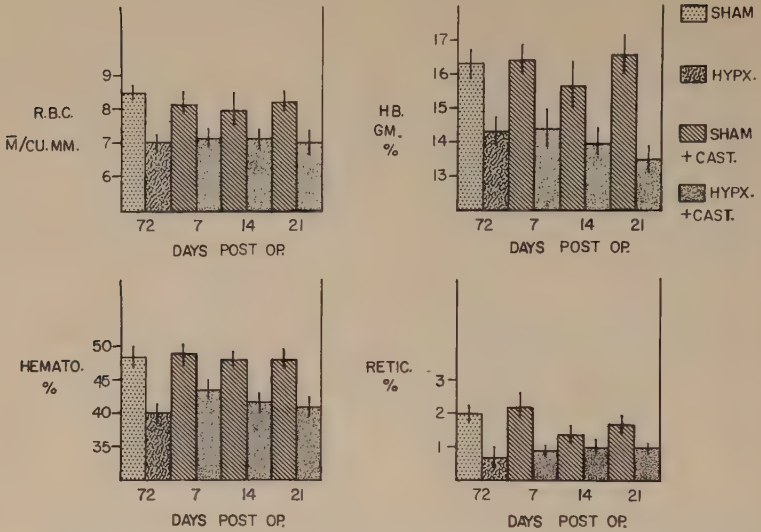 9
8
R.B.C.
M̅/CU.MM. 7
6
72 7 14 21
DAYS POST OP.
17
16
HB. 15
GM.
% 14
13
72 7 14 21
DAYS POST OP.
SHAM
HYPX.
SHAM
+ CAST.
HYPX.
+CAST.
50
HEMATO. 45
%
40
35
72 7 14 21
DAYS POST OP.
RETIC. 3
%
2
1
72 7 14 21
DAYS POST OP.